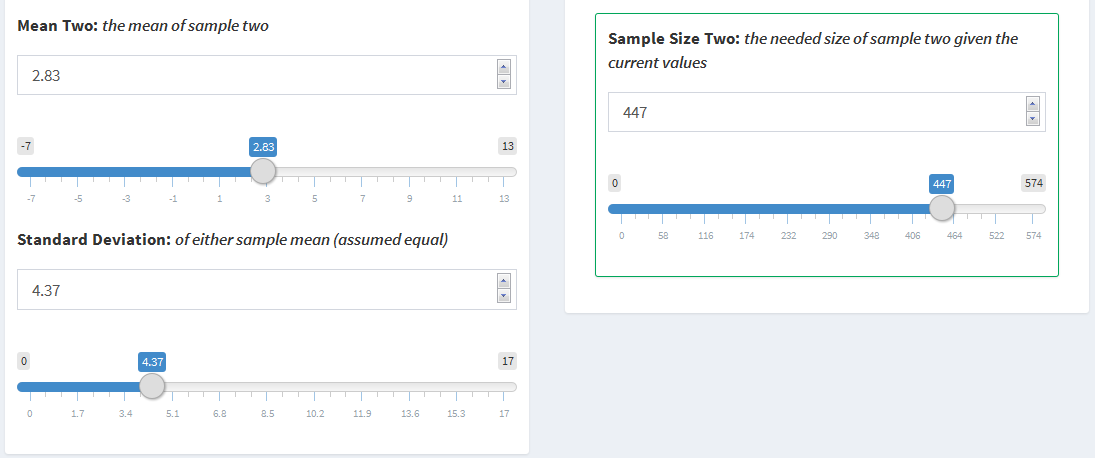 Mean Two: the mean of sample two
2.83
-7 2.83 13
-7 -5 -3 -1 1 3 5 7 9 11 13
Standard Deviation: of either sample mean (assumed equal)
4.37
0 4.37 17
0 1.7 3.4 5.1 6.8 8.5 10.2 11.9 13.6 15.3 17
Sample Size Two: the needed size of sample two given the
current values
447
0 447 574
0 58 116 174 232 290 348 406 464 522 574